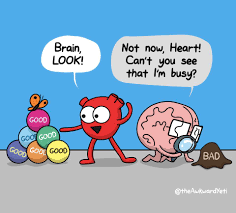 Brain,
LOOK!
Not now, Heart!
Can't you see
that I'm busy?
GOOD
GOOD
GOOD
GOOD
GOOD
GOOD
BAD
@theAwkwardYeti